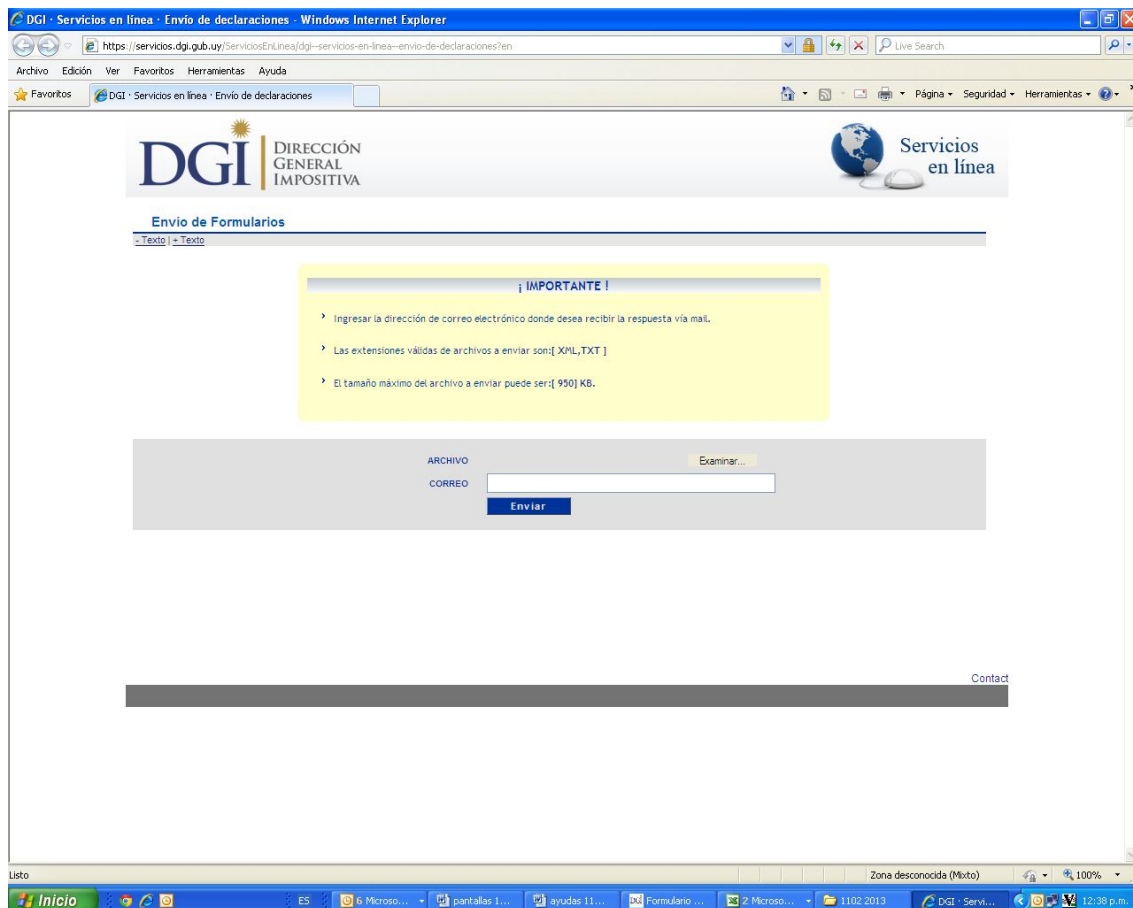 DGI · Servicios en línea · Envío de declaraciones - Windows Internet Explorer
https://servicios.dgi.gub.uy/ServiciosEnLinea/dgi--servicios-en-linea--envio-de-declaraciones?en
Live Search
Archivo Edición Ver Favoritos Herramientas Ayuda
Favoritos DGI · Servicios en línea · Envío de declaraciones Página Seguridad Herramientas
DGI DIRECCIÓN
GENERAL
IMPOSITIVA
Servicios
en línea
Envío de Formularios
- Texto | + Texto
¡ IMPORTANTE !
Ingresar la dirección de correo electrónico donde desea recibir la respuesta vía mail.
Las extensiones válidas de archivos a enviar son:[ XML,TXT ]
El tamaño máximo del archivo a enviar puede ser:[ 950] KB.
ARCHIVO Examinar...
CORREO
Enviar
Contact
Listo Zona desconocida (Mixto) 100%
Inicio ES 6 Microso... pantallas 1... ayudas 11... Formulario ... 2 Microso... 1102 2013 DGI · Servi... 12:38 p.m.